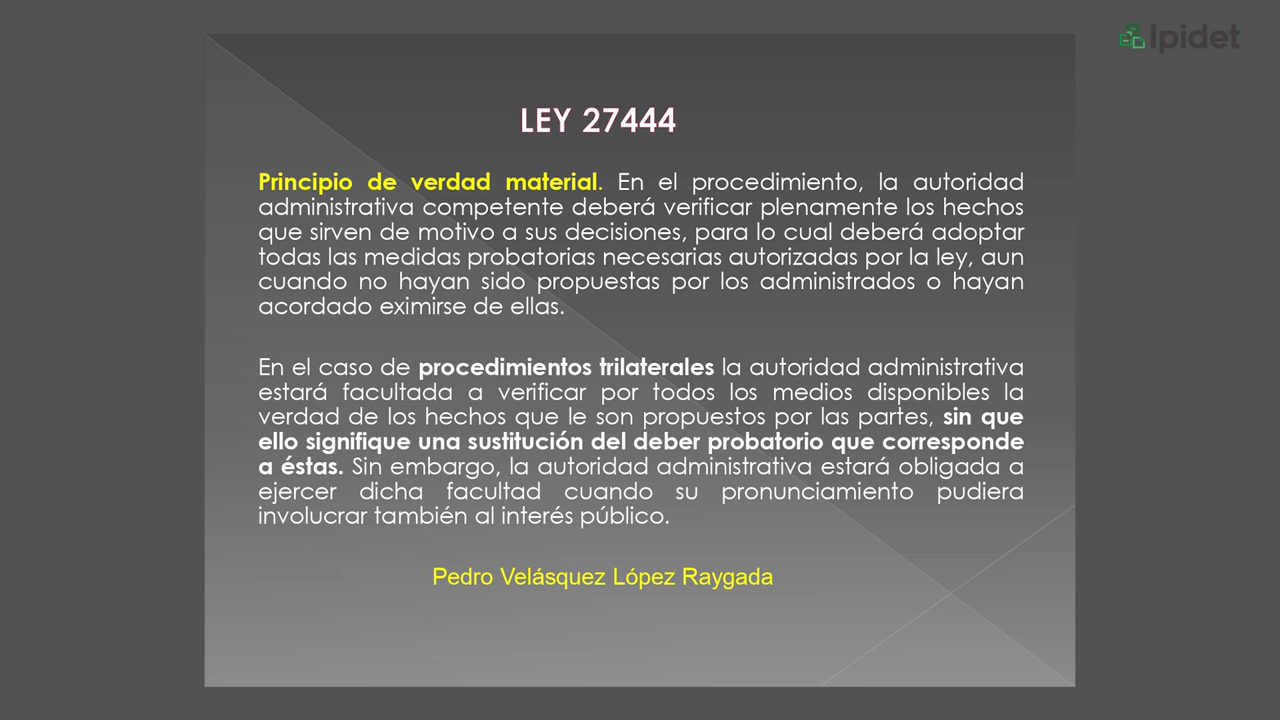 Ipidet
LEY 27444
Principio de verdad material. En el procedimiento, la autoridad
administrativa competente deberá verificar plenamente los hechos
que sirven de motivo a sus decisiones, para lo cual deberá adoptar
todas las medidas probatorias necesarias autorizadas por la ley, aun
cuando no hayan sido propuestas por los administrados o hayan
acordado eximirse de ellas.
En el caso de procedimientos trilaterales la autoridad administrativa
estará facultada a verificar por todos los medios disponibles la
verdad de los hechos que le son propuestos por las partes, sin que
ello signifique una sustitución del deber probatorio que corresponde
a éstas. Sin embargo, la autoridad administrativa estará obligada a
ejercer dicha facultad cuando su pronunciamiento pudiera
involucrar también al interés público.
Pedro Velásquez López Raygada